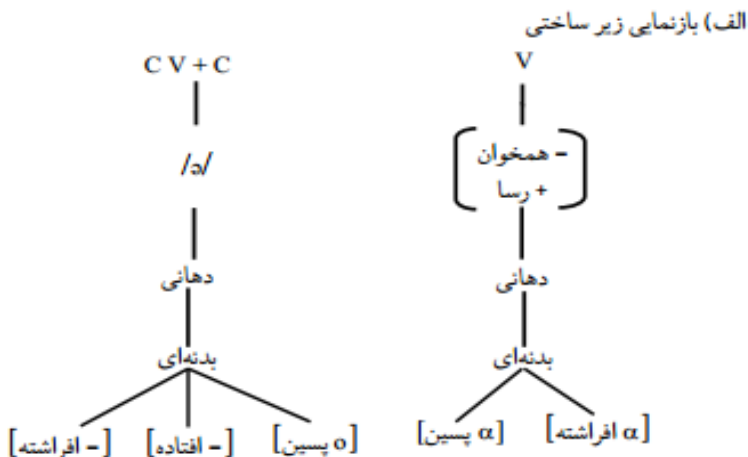 الف) بازنمایی زیر ساختی
V
C V + C
- همخوان
+ رسا
/ə/
دهانی
دهانی
بدنه‌ای
بدنه‌ای
[α افراشته] [α پسین]
[o پسین] [- افتاده] [- افراشته]